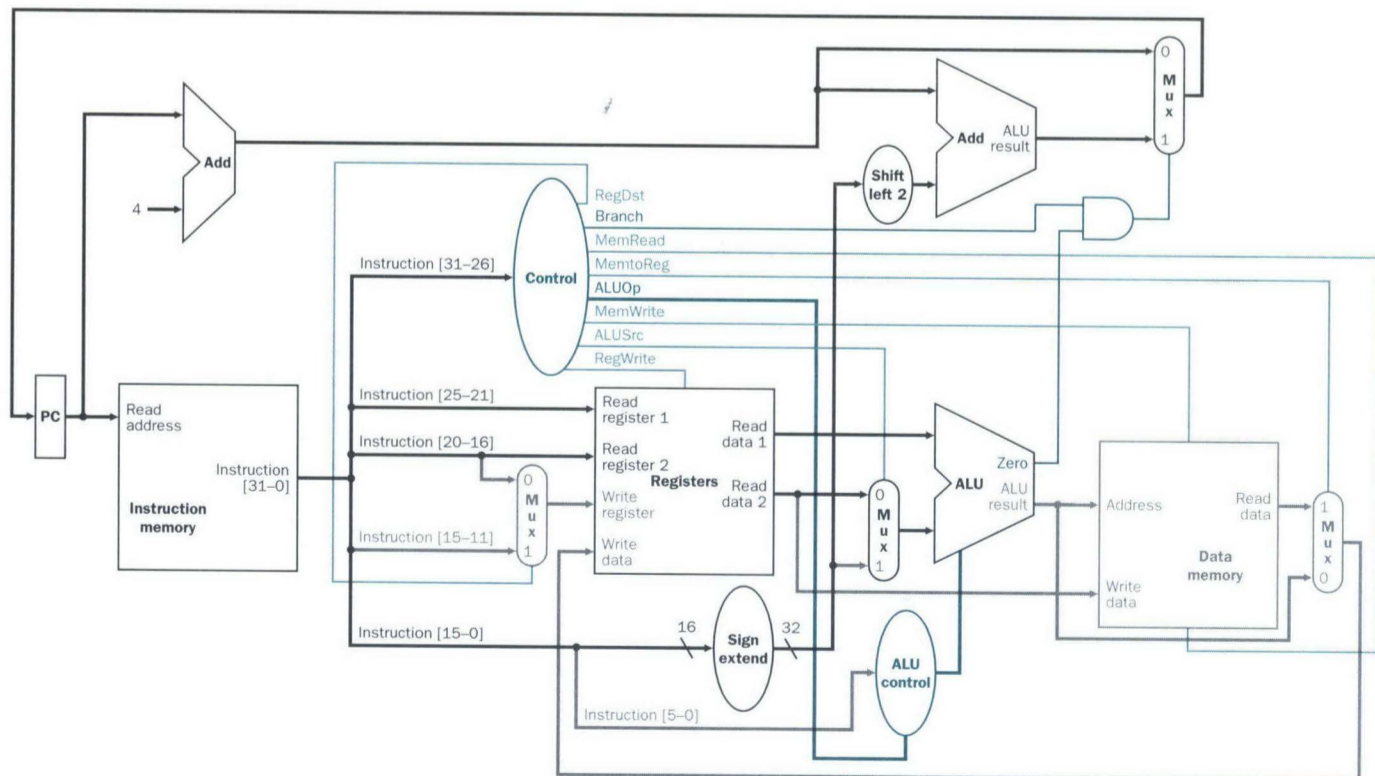 0
M
u
x
1
Add
ALU
result
Add
Shift
left 2
4
RegDst
Branch
MemRead
MemtoReg
ALUOp
MemWrite
ALUSrc
RegWrite
Control
Instruction [31–26]
PC
Read
address
Instruction
[31–0]
Instruction
memory
Instruction [25–21]
Instruction [20–16]
Instruction [15–11]
Instruction [15–0]
Instruction [5–0]
0
M
u
x
1
Read
register 1
Read
register 2
Write
register
Write
data
Registers
Read
data 1
Read
data 2
0
M
u
x
1
Zero
ALU
ALU
result
Address
Write
data
Read
data
Data
memory
1
M
u
x
0
16
Sign
extend
32
ALU
control